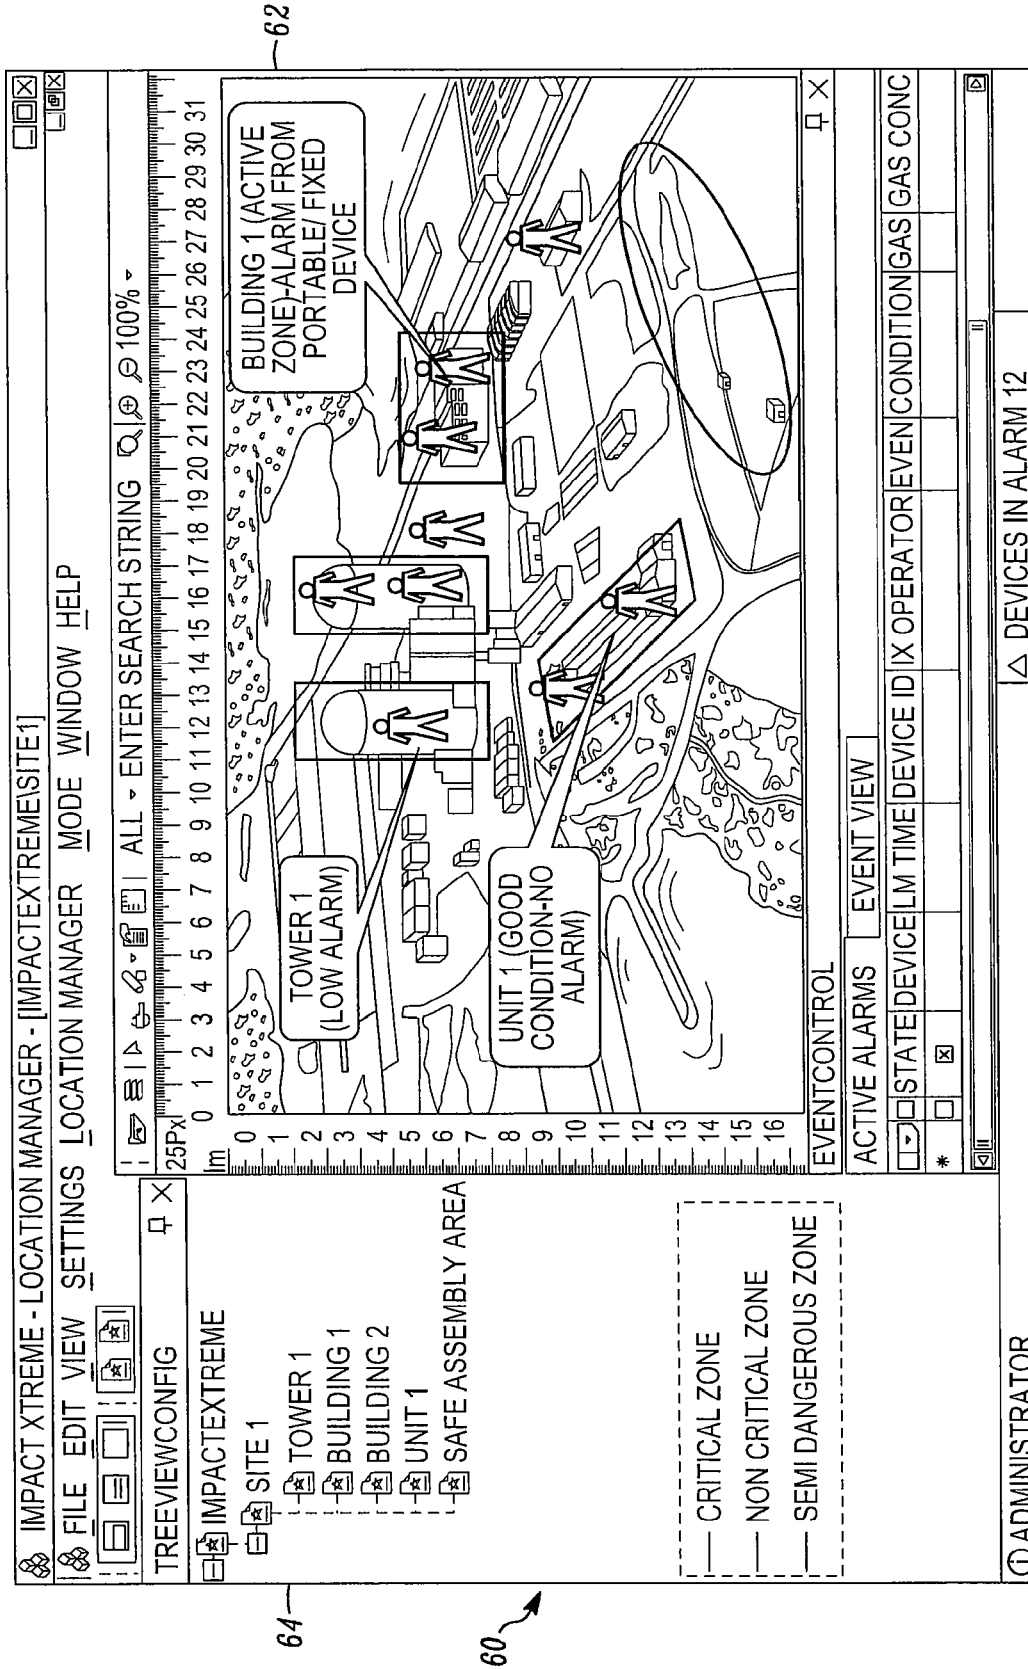 IMPACT XTREME - LOCATION MANAGER - [IMPACTEXTREME\SITE1]
FILE EDIT VIEW SETTINGS LOCATION MANAGER MODE WINDOW HELP
ALL ENTER SEARCH STRING 100%
TREEVIEWCONFIG
25Px 0 1 2 3 4 5 6 7 8 9 10 11 12 13 14 15 16 17 18 19 20 21 22 23 24 25 26 27 28 29 30 31
lm
0
1
2
3
4
5
6
7
8
9
10
11
12
13
14
15
16
IMPACTEXTREME
SITE 1
TOWER 1
BUILDING 1
BUILDING 2
UNIT 1
SAFE ASSEMBLY AREA
CRITICAL ZONE
NON CRITICAL ZONE
SEMI DANGEROUS ZONE
TOWER 1
(LOW ALARM)
UNIT 1 (GOOD
CONDITION-NO
ALARM)
BUILDING 1 (ACTIVE
ZONE)-ALARM FROM
PORTABLE/ FIXED
DEVICE
EVENTCONTROL
ACTIVE ALARMS EVENT VIEW
STATE DEVICE LM TIME DEVICE ID IX OPERATOR EVEN CONDITION GAS GAS CONC
*
ADMINISTRATOR
DEVICES IN ALARM 12
62
64
60